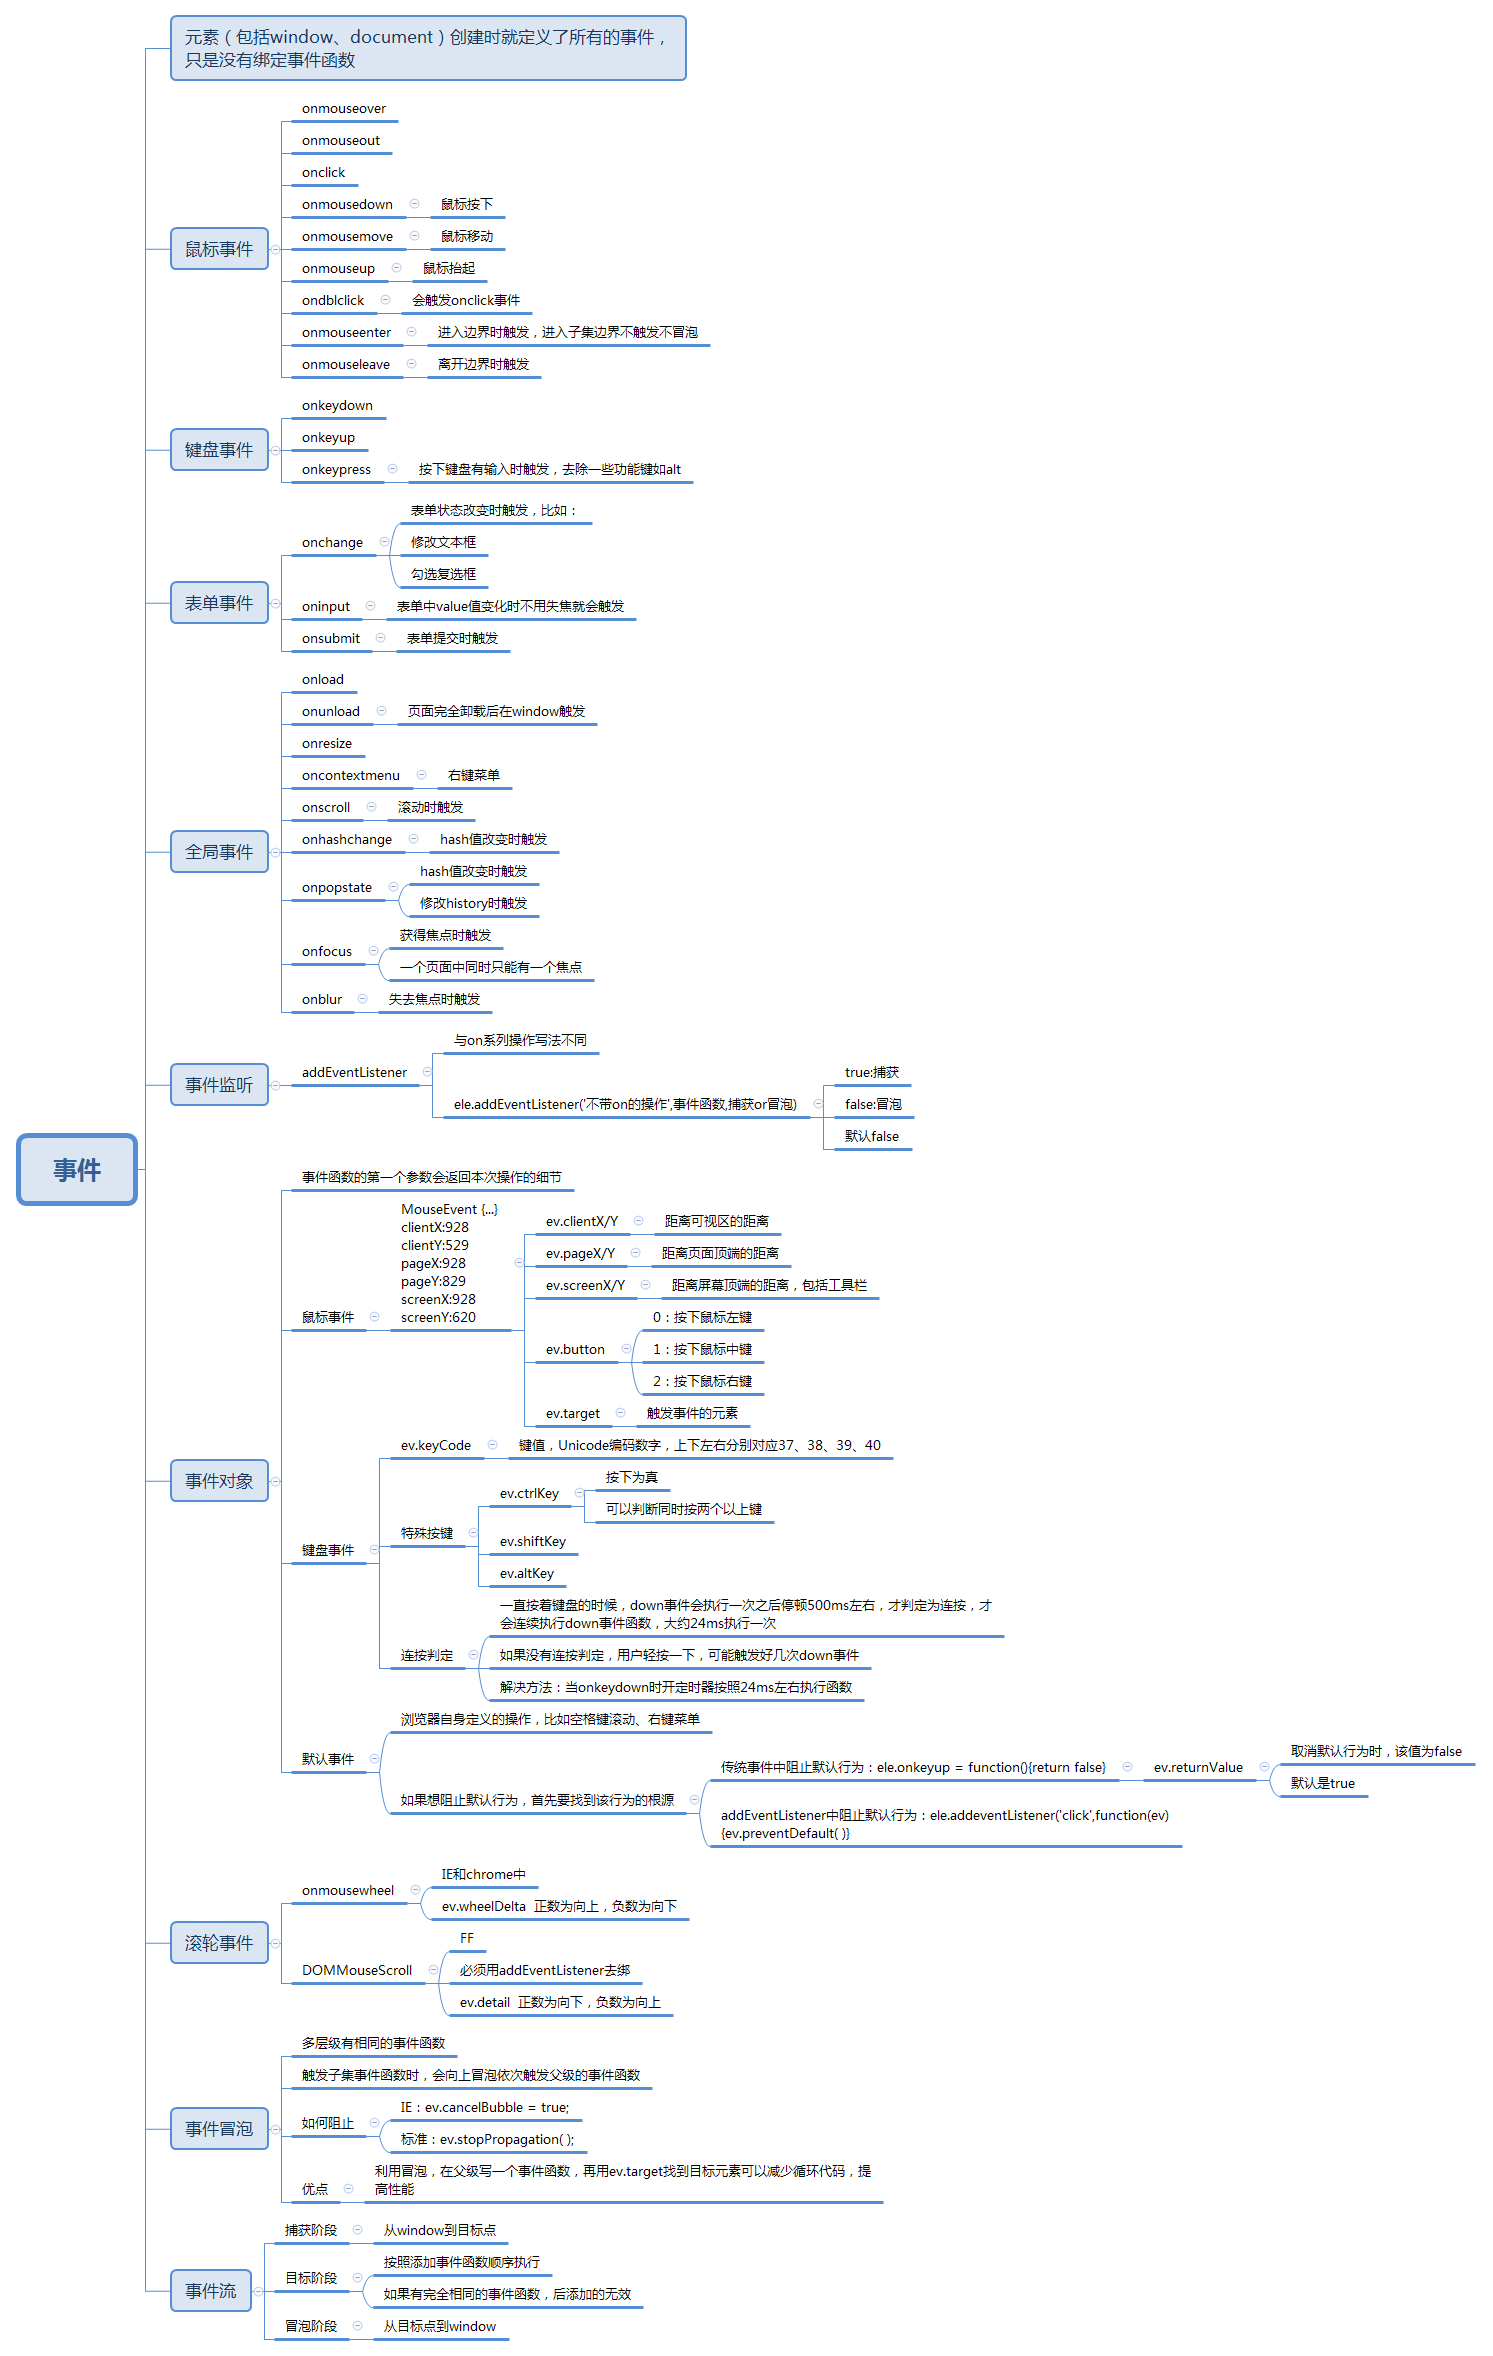 事件
元素（包括window、document）创建时就定义了所有的事件，
只是没有绑定事件函数
鼠标事件
onmouseover
onmouseout
onclick
onmousedown
鼠标按下
onmousemove
鼠标移动
onmouseup
鼠标抬起
ondblclick
会触发onclick事件
onmouseenter
进入边界时触发，进入子集边界不触发不冒泡
onmouseleave
离开边界时触发
键盘事件
onkeydown
onkeyup
onkeypress
按下键盘有输入时触发，去除一些功能键如alt
表单事件
onchange
表单状态改变时触发，比如：
修改文本框
勾选复选框
oninput
表单中value值变化时不用失焦就会触发
onsubmit
表单提交时触发
全局事件
onload
onunload
页面完全卸载后在window触发
onresize
oncontextmenu
右键菜单
onscroll
滚动时触发
onhashchange
hash值改变时触发
onpopstate
hash值改变时触发
修改history时触发
onfocus
获得焦点时触发
一个页面中同时只能有一个焦点
onblur
失去焦点时触发
事件监听
addEventListener
与on系列操作写法不同
ele.addEventListener('不带on的操作',事件函数,捕获or冒泡)
true:捕获
false:冒泡
默认false
事件对象
事件函数的第一个参数会返回本次操作的细节
鼠标事件
MouseEvent {...}
clientX:928
clientY:529
pageX:928
pageY:829
screenX:928
screenY:620
ev.clientX/Y
距离可视区的距离
ev.pageX/Y
距离页面顶端的距离
ev.screenX/Y
距离屏幕顶端的距离，包括工具栏
ev.button
0：按下鼠标左键
1：按下鼠标中键
2：按下鼠标右键
ev.target
触发事件的元素
键盘事件
ev.keyCode
键值，Unicode编码数字，上下左右分别对应37、38、39、40
特殊按键
ev.ctrlKey
按下为真
可以判断同时按两个以上键
ev.shiftKey
ev.altKey
连按判定
一直按着键盘的时候，down事件会执行一次之后停顿500ms左右，才判定为连按，才
会连续执行down事件函数，大约24ms执行一次
如果没有连按判定，用户轻按一下，可能触发好几次down事件
解决方法：当onkeydown时开定时器按照24ms左右执行函数
默认事件
浏览器自身定义的操作，比如空格键滚动、右键菜单
如果想阻止默认行为，首先要找到该行为的根源
传统事件中阻止默认行为：ele.onkeyup = function(){return false}
ev.returnValue
取消默认行为时，该值为false
默认是true
addEventListener中阻止默认行为：ele.addeventListener('click',function(ev)
{ev.preventDefault( )}
滚轮事件
onmousewheel
IE和chrome中
ev.wheelDelta  正数为向上，负数为向下
DOMMouseScroll
FF
必须用addEventListener去绑
ev.detail  正数为向下，负数为向上
事件冒泡
多层级有相同的事件函数
触发子集事件函数时，会向上冒泡依次触发父级的事件函数
如何阻止
IE：ev.cancelBubble = true;
标准：ev.stopPropagation( );
优点
利用冒泡，在父级写一个事件函数，再用ev.target找到目标元素可以减少循环代码，提
高性能
事件流
捕获阶段
从window到目标点
目标阶段
按照添加事件函数顺序执行
如果有完全相同的事件函数，后添加的无效
冒泡阶段
从目标点到window